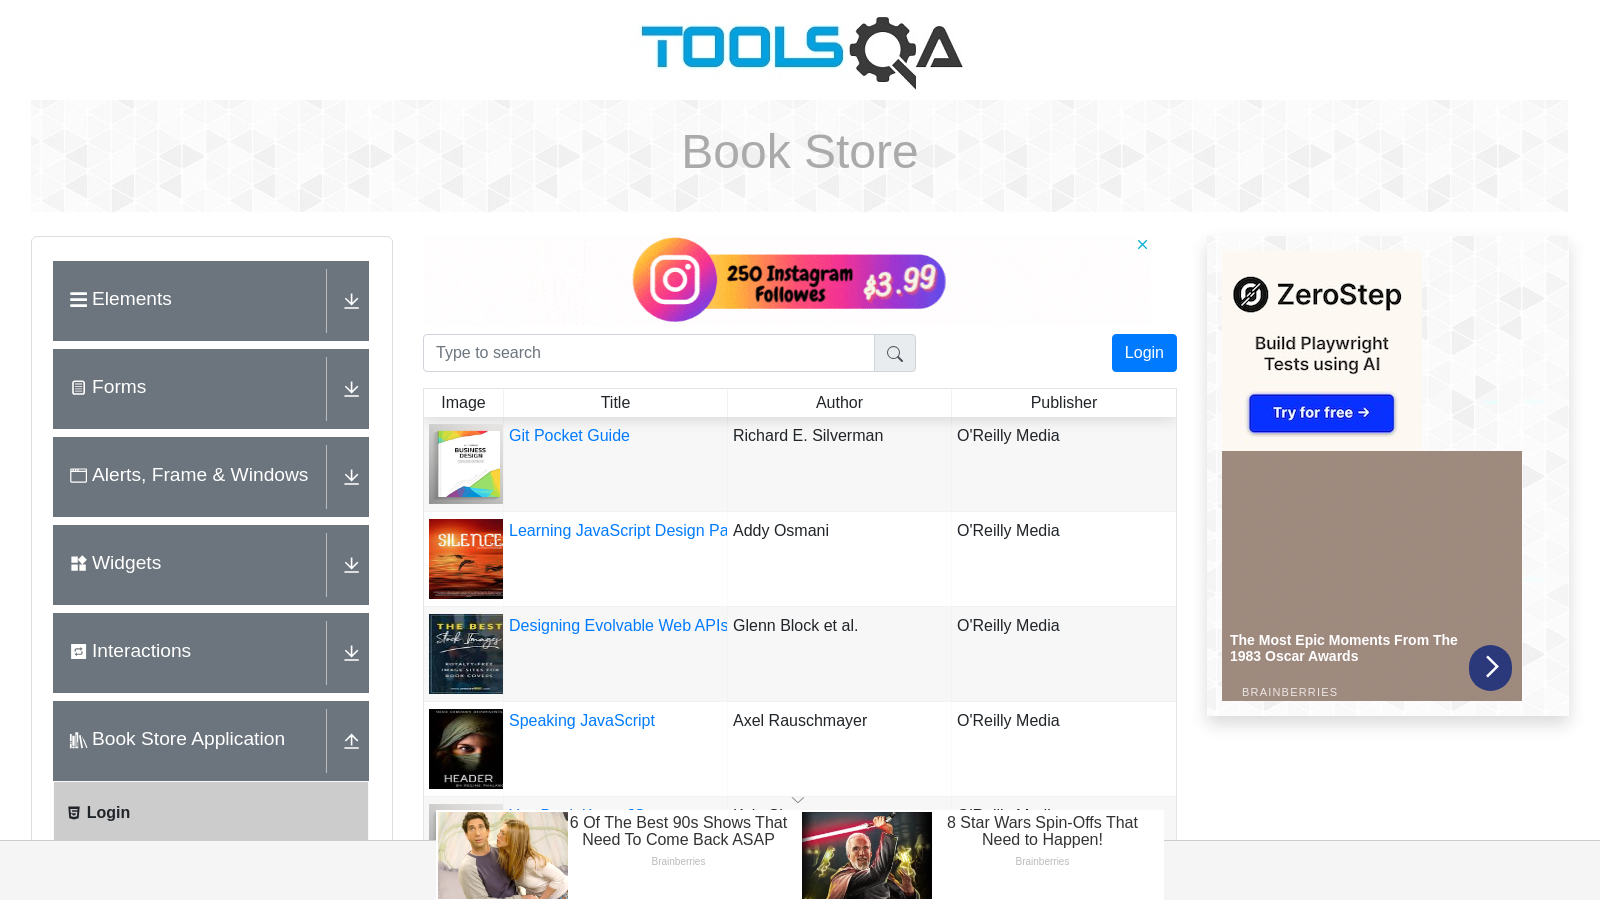 TOOLSQA
Book Store
Elements
Forms
Alerts, Frame & Windows
Widgets
Interactions
Book Store Application
Login
250 Instagram
Followes
$3.99
Type to search
Login
Image Title Author Publisher
BUSINESS
DESIGN
Git Pocket Guide Richard E. Silverman O'Reilly Media
SILENCE
Learning JavaScript Design Pa Addy Osmani O'Reilly Media
THE BEST
Stock Images
ROYALTY-FREE
IMAGE SITES FOR
BOOK COVERS
Designing Evolvable Web APIs Glenn Block et al. O'Reilly Media
HEADER
Speaking JavaScript Axel Rauschmayer O'Reilly Media
6 Of The Best 90s Shows That
Need To Come Back ASAP
Brainberries
8 Star Wars Spin-Offs That
Need to Happen!
Brainberries
ZeroStep
Build Playwright
Tests using AI
Try for free →
The Most Epic Moments From The
1983 Oscar Awards
BRAINBERRIES